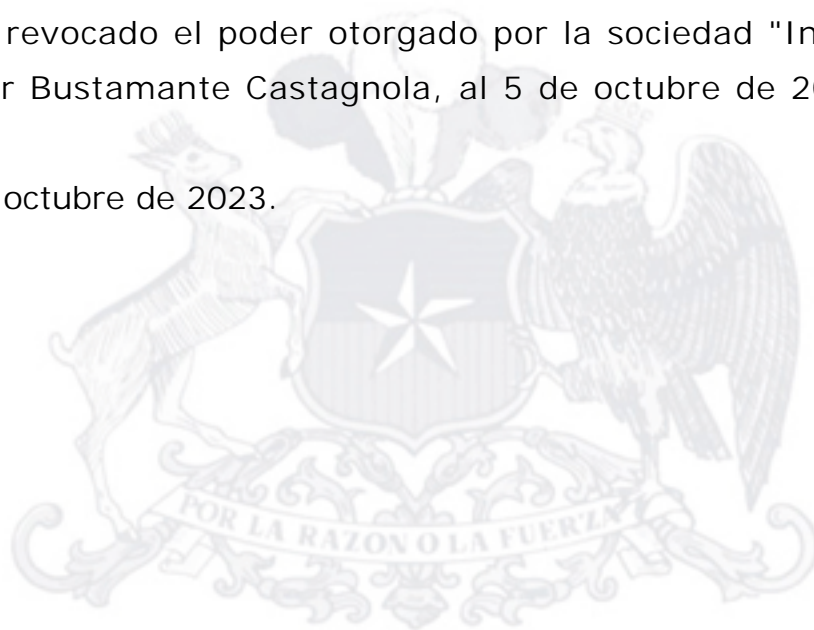 revocado el poder otorgado por la sociedad "In
r Bustamante Castagnola, al 5 de octubre de 20
octubre de 2023.
POR LA RAZON O LA FUERZA